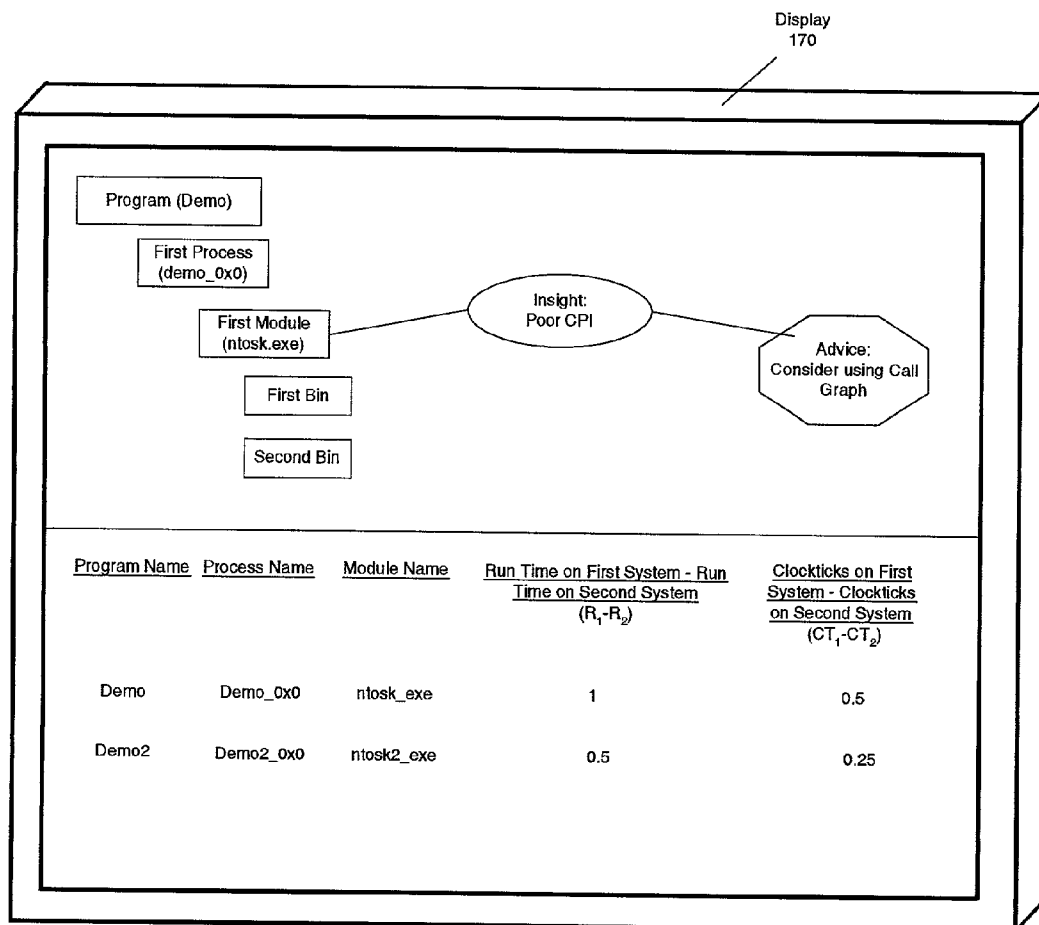 Display
170
Program (Demo)
First Process
(demo_0x0)
First Module
(ntosk.exe)
First Bin
Second Bin
Insight:
Poor CPI
Advice:
Consider using Call
Graph
Program Name Process Name Module Name Run Time on First System - Run
Time on Second System
(R1-R2)
Clockticks on First
System - Clockticks
on Second System
(CT1-CT2)
Demo Demo_0x0 ntosk_exe 1 0.5
Demo2 Demo2_0x0 ntosk2_exe 0.5 0.25